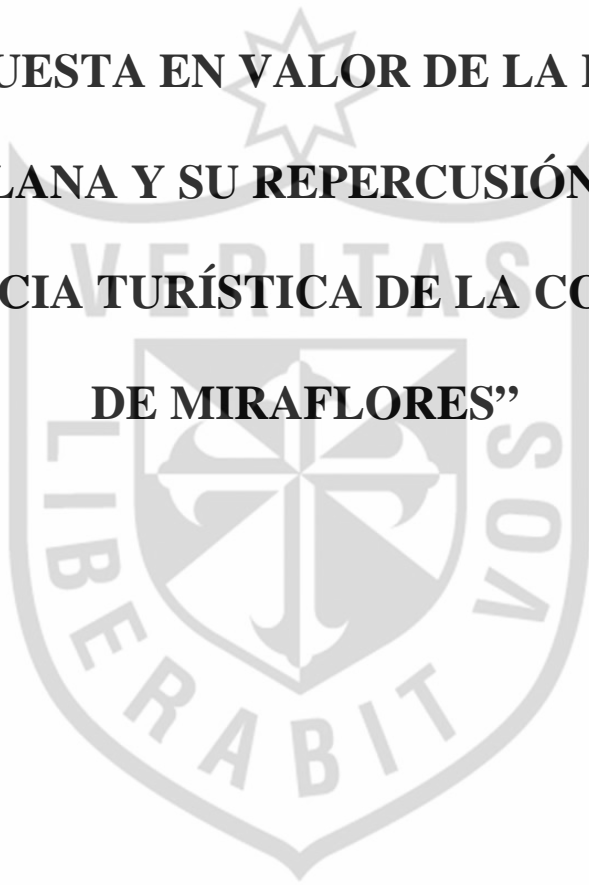 UESTA EN VALOR DE LA
LANA Y SU REPERCUSIÓN
CIA TURÍSTICA DE LA CO
DE MIRAFLORES”
VERITAS
LIBERABIT VOS